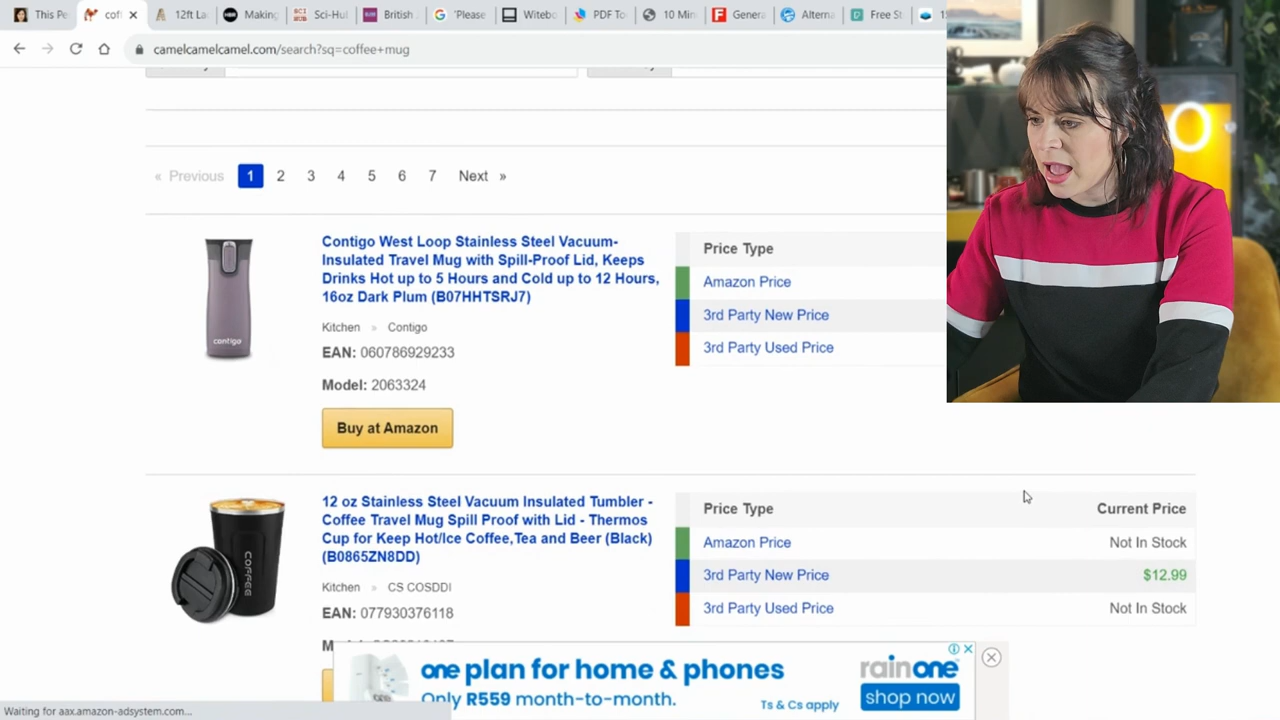 This Pe
cof
12ft La
HBR
Making
SCI
HUB
Sci-Hu
British
"Please
Witebo
PDF To
10 Min
Genera
Alterna
Free St
camelcamelcamel.com/search?sq=coffee+mug
« Previous 1 2 3 4 5 6 7 Next »
Contigo West Loop Stainless Steel Vacuum-
Insulated Travel Mug with Spill-Proof Lid, Keeps
Drinks Hot up to 5 Hours and Cold up to 12 Hours,
16oz Dark Plum (B07HHTSRJ7)
Kitchen » Contigo
EAN: 060786929233
Model: 2063324
Buy at Amazon
contigo
Price Type
Amazon Price
3rd Party New Price
3rd Party Used Price
12 oz Stainless Steel Vacuum Insulated Tumbler -
Coffee Travel Mug Spill Proof with Lid - Thermos
Cup for Keep Hot/Ice Coffee,Tea and Beer (Black)
(B0865ZN8DD)
Kitchen » CS COSDDI
EAN: 077930376118
COFFEE
Price Type Current Price
Amazon Price Not In Stock
3rd Party New Price $12.99
3rd Party Used Price Not In Stock
one plan for home & phones
Only R559 month-to-month.
Ts & Cs apply
rainone
shop now
Waiting for aax.amazon-adsystem.com...